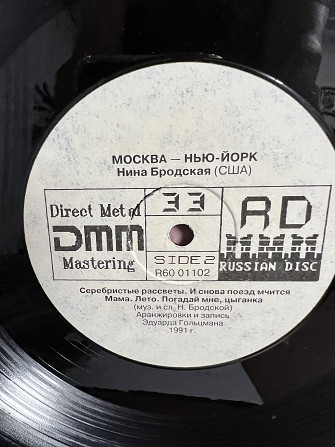 МОСКВА — НЬЮ-ЙОРК
Нина Бродская (США)
Direct Metal
DMM
Mastering
33
SIDE 2
R60 01102
RD
МММ
RUSSIAN DISC
Серебристые рассветы. И снова поезд мчится
Мама. Лето. Погадай мне, цыганка
(муз. и сл. Н. Бродской)
Аранжировки и запись
Эдуарда Гольцмана
1991 г.